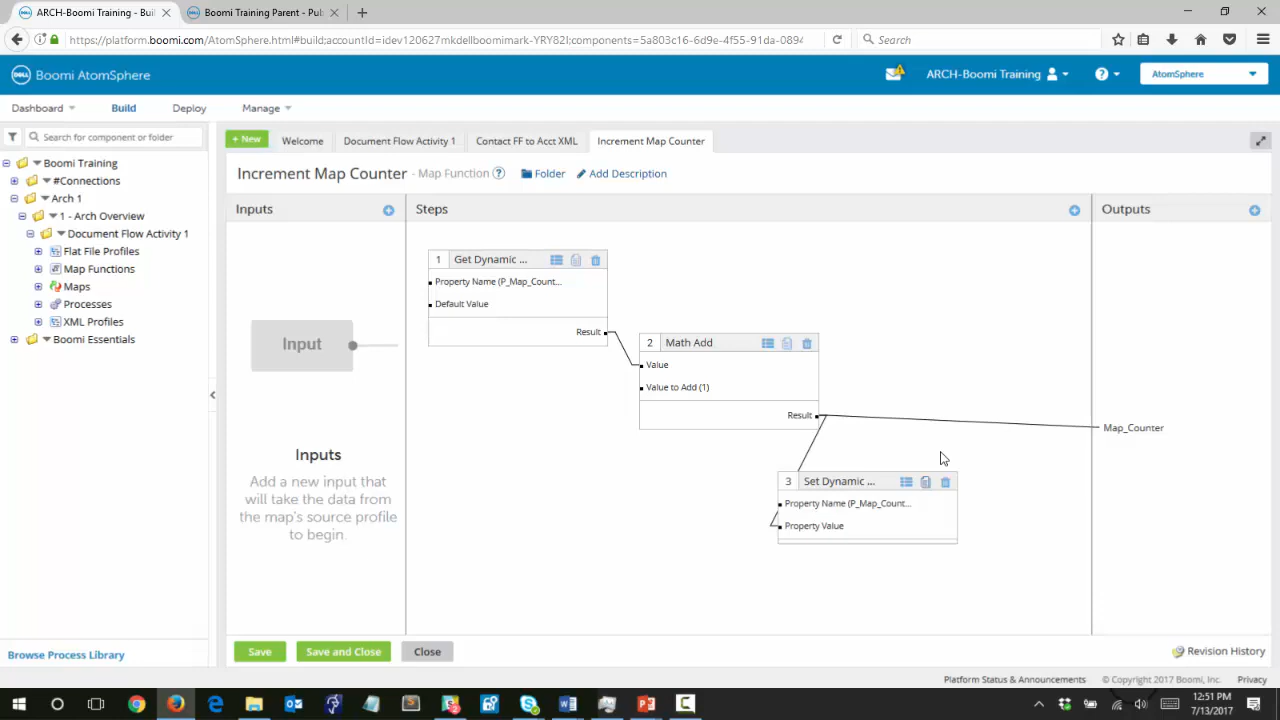 ARCH-Boomi Training - Buil
Boomi Training Parent - Pub
https://platform.boomi.com/AtomSphere.html#build;accountId=idev120627mkdellboomimark-YRY82I;components=5a803c16-6d9e-4f55-91da-0894
Search
DELL
Boomi AtomSphere
ARCH-Boomi Training
AtomSphere
Dashboard
Build
Deploy
Manage
Search for component or folder
+ New
Welcome
Document Flow Activity 1
Contact FF to Acct XML
Increment Map Counter
Boomi Training
#Connections
Arch 1
1 - Arch Overview
Document Flow Activity 1
Flat File Profiles
Map Functions
Maps
Processes
XML Profiles
Boomi Essentials
Increment Map Counter - Map Function
Folder
Add Description
Inputs
Steps
Outputs
1 Get Dynamic ...
Property Name (P_Map_Count...
Default Value
Result
Input
2 Math Add
Value
Value to Add (1)
Result
Map_Counter
3 Set Dynamic ...
Property Name (P_Map_Count...
Property Value
Inputs
Add a new input that
will take the data from
the map's source profile
to begin.
Save
Save and Close
Close
Revision History
Browse Process Library
Platform Status & Announcements
© Copyright 2017 Boomi, Inc.
Privacy
12:51 PM
7/13/2017